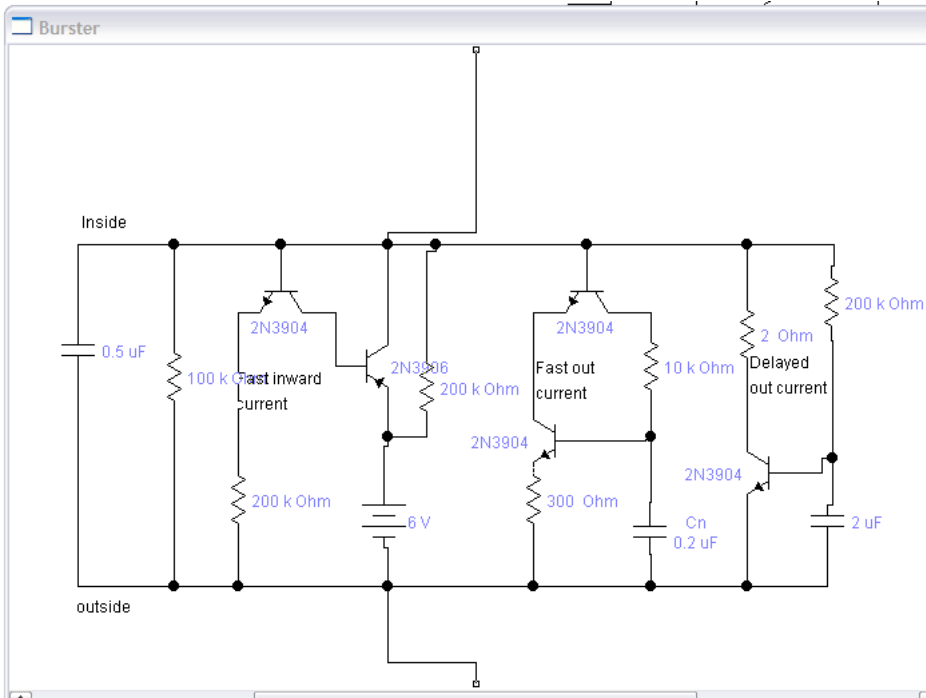 Burster
Inside
2N3904
2N3904
0.5 uF
100 k Ohm
Fast inward
current
2N3906
200 k Ohm
Fast out
current
10 k Ohm
2 Ohm
Delayed
out current
200 k Ohm
2N3904
2N3904
200 k Ohm
6 V
300 Ohm
Cn
0.2 uF
2 uF
outside